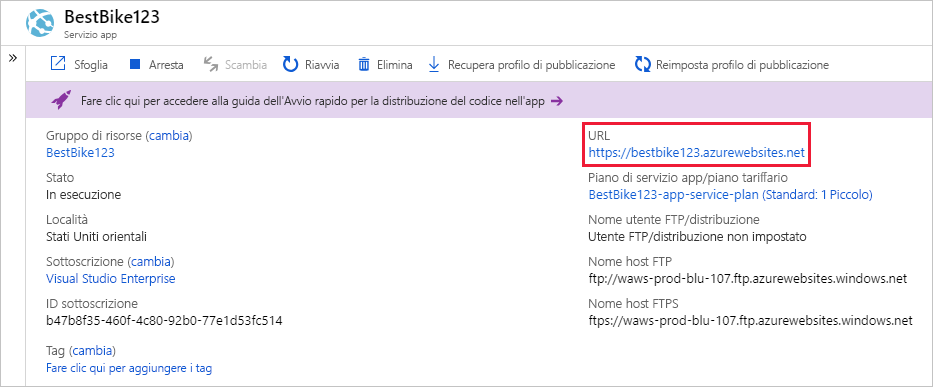 BestBike123
Servizio app
»
Sfoglia
Arresta
Scambia
Riavvia
Elimina
Recupera profilo di pubblicazione
Reimposta profilo di pubblicazione
Fare clic qui per accedere alla guida dell'Avvio rapido per la distribuzione del codice nell'app →
Gruppo di risorse (cambia)
BestBike123
Stato
In esecuzione
Località
Stati Uniti orientali
Sottoscrizione (cambia)
Visual Studio Enterprise
ID sottoscrizione
b47b8f35-460f-4c80-92b0-77e1d53fc514
Tag (cambia)
Fare clic qui per aggiungere i tag
URL
https://bestbike123.azurewebsites.net
Piano di servizio app/piano tariffario
BestBike123-app-service-plan (Standard: 1 Piccolo)
Nome utente FTP/distribuzione
Utente FTP/distribuzione non impostato
Nome host FTP
ftp://waws-prod-blu-107.ftp.azurewebsites.windows.net
Nome host FTPS
ftps://waws-prod-blu-107.ftp.azurewebsites.windows.net